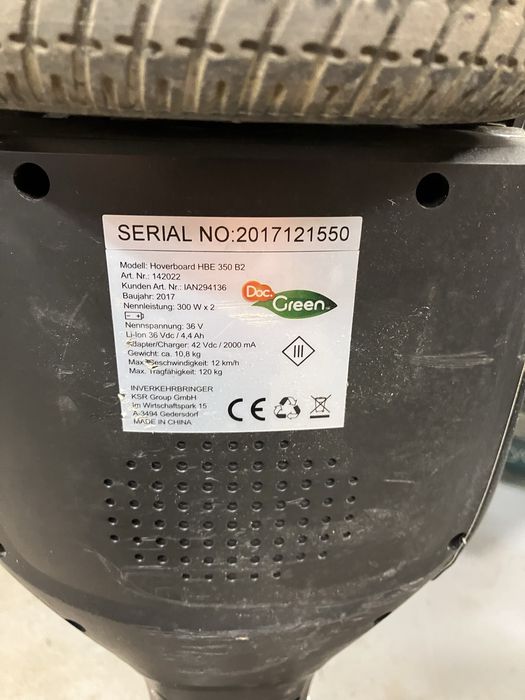 SERIAL NO:2017121550
Modell: Hoverboard HBE 350 B2
Art. Nr.: 142022
Kunden Art. Nr.: IAN294136
Baujahr: 2017
Nennleistung: 300 W x 2
Doc.
Green
Nennspannung: 36 V
Li-Ion 36 Vdc / 4,4 Ah
Adapter/Charger: 42 Vdc / 2000 mA
Gewicht: ca. 10,8 kg
Max. Geschwindigkeit: 12 km/h
Max. Tragfähigkeit: 120 kg
III
INVERKEHRBRINGER
KSR Group GmbH
Im Wirtschaftspark 15
A-3494 Gedersdorf
MADE IN CHINA
CE